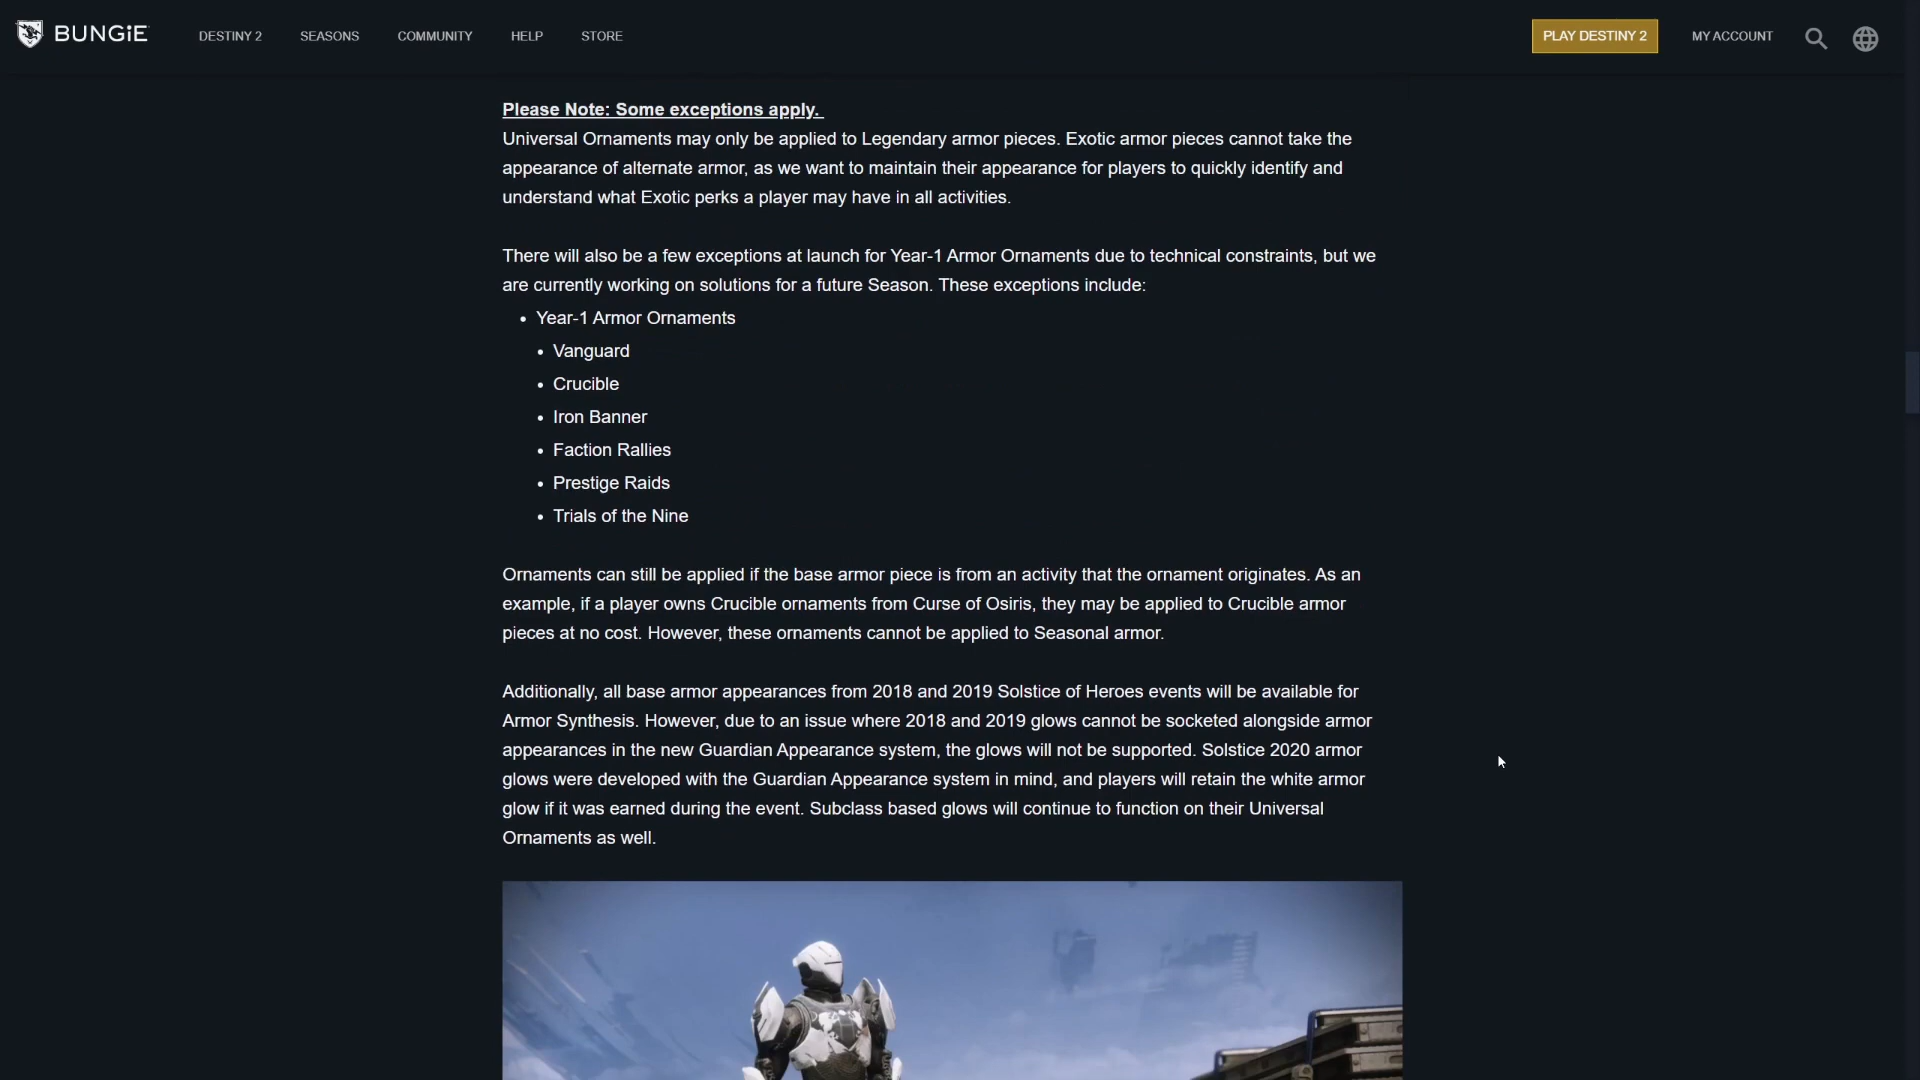 BUNGiE
DESTINY 2 SEASONS COMMUNITY HELP STORE PLAY DESTINY 2 MY ACCOUNT
Please Note: Some exceptions apply.
Universal Ornaments may only be applied to Legendary armor pieces. Exotic armor pieces cannot take the
appearance of alternate armor, as we want to maintain their appearance for players to quickly identify and
understand what Exotic perks a player may have in all activities.
There will also be a few exceptions at launch for Year-1 Armor Ornaments due to technical constraints, but we
are currently working on solutions for a future Season. These exceptions include:
• Year-1 Armor Ornaments
• Vanguard
• Crucible
• Iron Banner
• Faction Rallies
• Prestige Raids
• Trials of the Nine
Ornaments can still be applied if the base armor piece is from an activity that the ornament originates. As an
example, if a player owns Crucible ornaments from Curse of Osiris, they may be applied to Crucible armor
pieces at no cost. However, these ornaments cannot be applied to Seasonal armor.
Additionally, all base armor appearances from 2018 and 2019 Solstice of Heroes events will be available for
Armor Synthesis. However, due to an issue where 2018 and 2019 glows cannot be socketed alongside armor
appearances in the new Guardian Appearance system, the glows will not be supported. Solstice 2020 armor
glows were developed with the Guardian Appearance system in mind, and players will retain the white armor
glow if it was earned during the event. Subclass based glows will continue to function on their Universal
Ornaments as well.